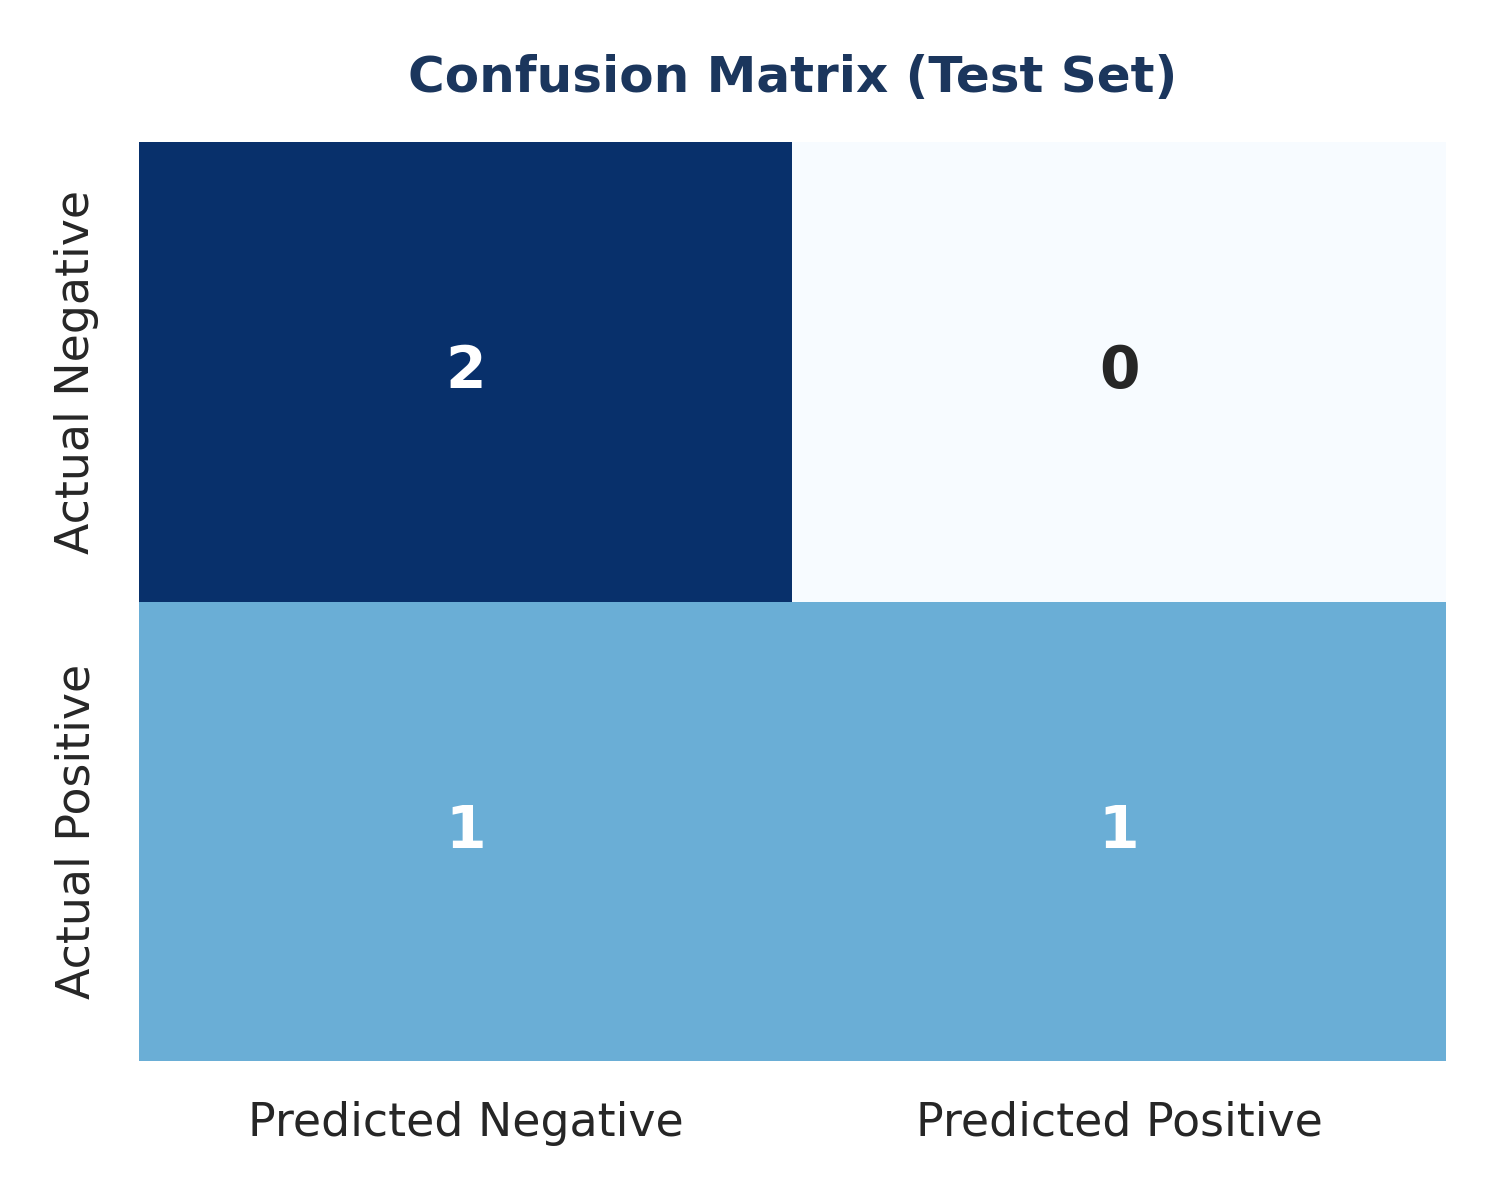 Confusion Matrix (Test Set)
Actual Negative
2
0
Actual Positive
1
1
Predicted Negative
Predicted Positive